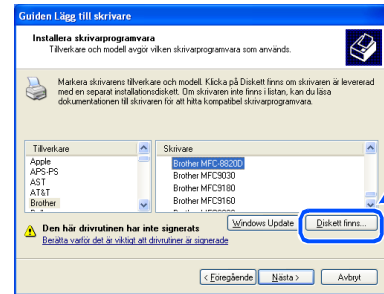 Guiden Lägg till skrivare
Installera skrivarprogramvara
Tillverkare och modell avgör vilken skrivarprogramvara som används.
Markera skrivarens tillverkare och modell. Klicka på Diskett finns om skrivaren är levererad
med en separat installationsdiskett. Om skrivaren inte finns i listan, kan du läsa
dokumentationen till skrivaren för att hitta kompatibel skrivarprogramvara.
Tillverkare
Apple
APS-PS
AST
AT&T
Brother
Skrivare
Brother MFC-8820D
Brother MFC9030
Brother MFC9180
Brother MFC9160
Den här drivrutinen har inte signerats
Berätta varför det är viktigt att drivrutiner är signerade
Windows Update
Diskett finns...
< Föregående
Nästa >
Avbryt